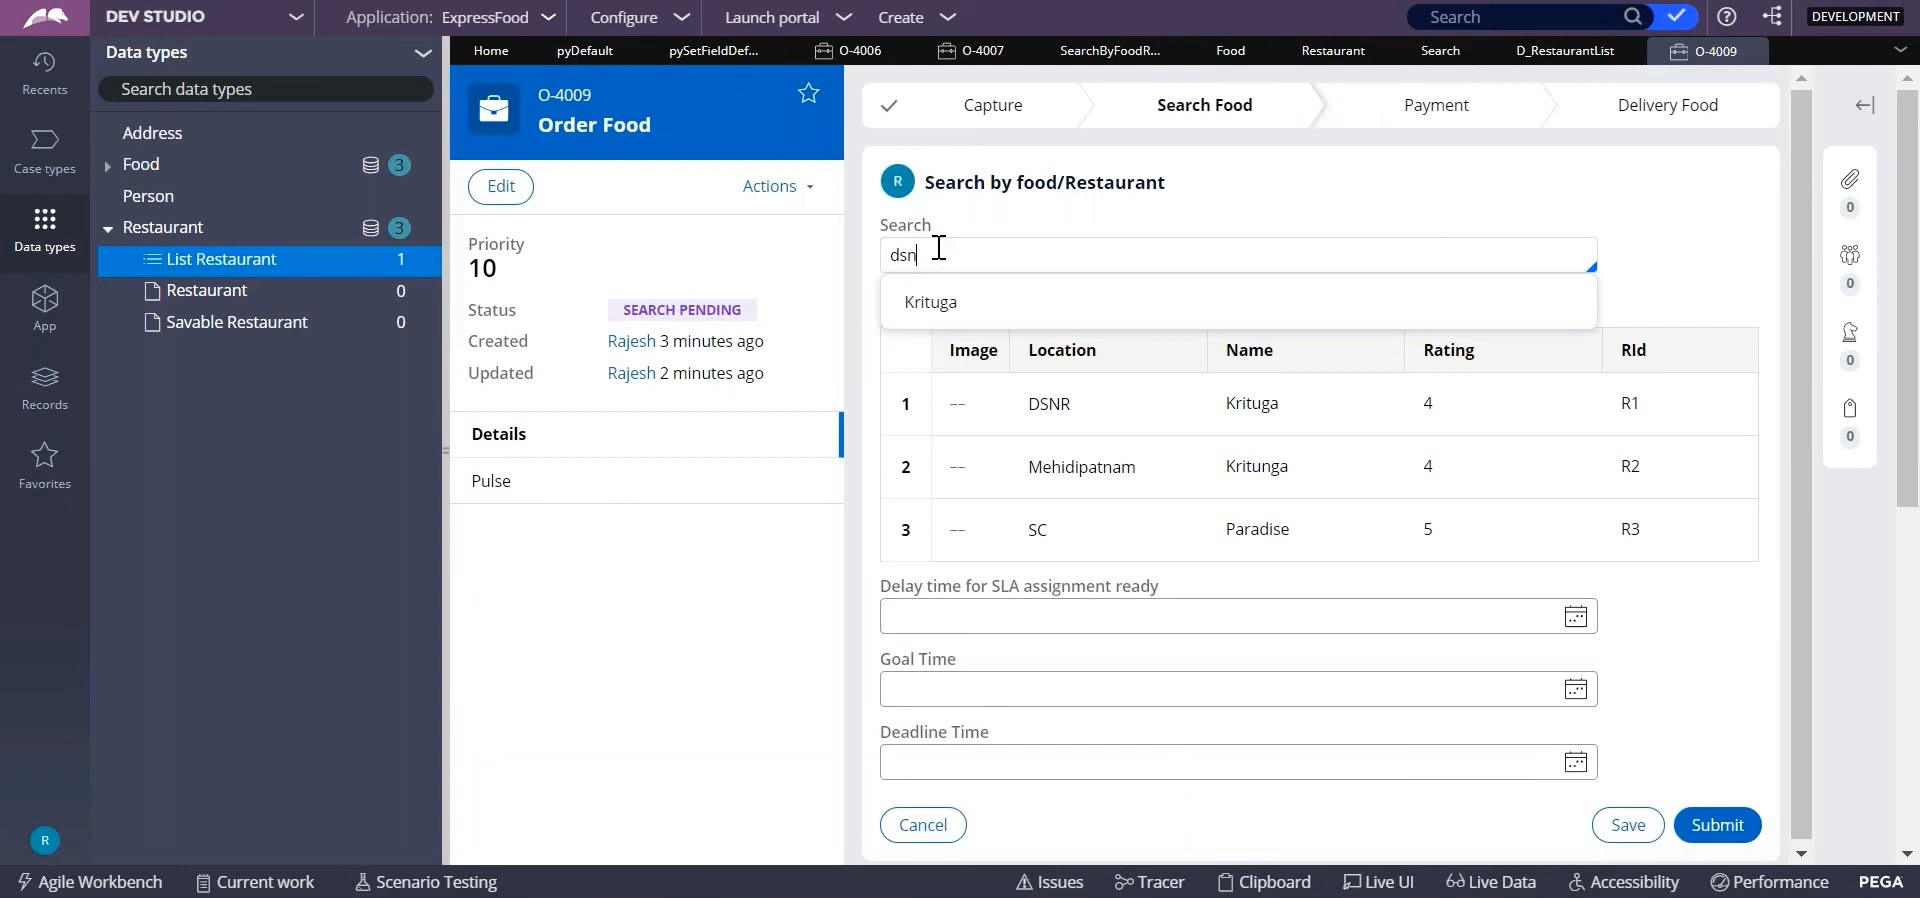 DEV STUDIO
Application: ExpressFood
Configure
Launch portal
Create
Search
DEVELOPMENT
Data types
Home
pyDefault
pySetFieldDef...
O-4006
O-4007
SearchByFoodR...
Food
Restaurant
Search
D_RestaurantList
O-4009
Search data types
Recents
Case types
Data types
App
Records
Favorites
R
Address
Food 3
Person
Restaurant 3
List Restaurant 1
Restaurant 0
Savable Restaurant 0
O-4009
Order Food
Edit
Actions
Priority
10
Status SEARCH PENDING
Created Rajesh 3 minutes ago
Updated Rajesh 2 minutes ago
Details
Pulse
Capture
Search Food
Payment
Delivery Food
R Search by food/Restaurant
Search
dsn
Krituga
Image Location Name Rating RId
1 -- DSNR Krituga 4 R1
2 -- Mehidipatnam Kritunga 4 R2
3 -- SC Paradise 5 R3
Delay time for SLA assignment ready
Goal Time
Deadline Time
Cancel
Save
Submit
0
0
0
0
Agile Workbench
Current work
Scenario Testing
Issues
Tracer
Clipboard
Live UI
Live Data
Accessibility
Performance
PEGA